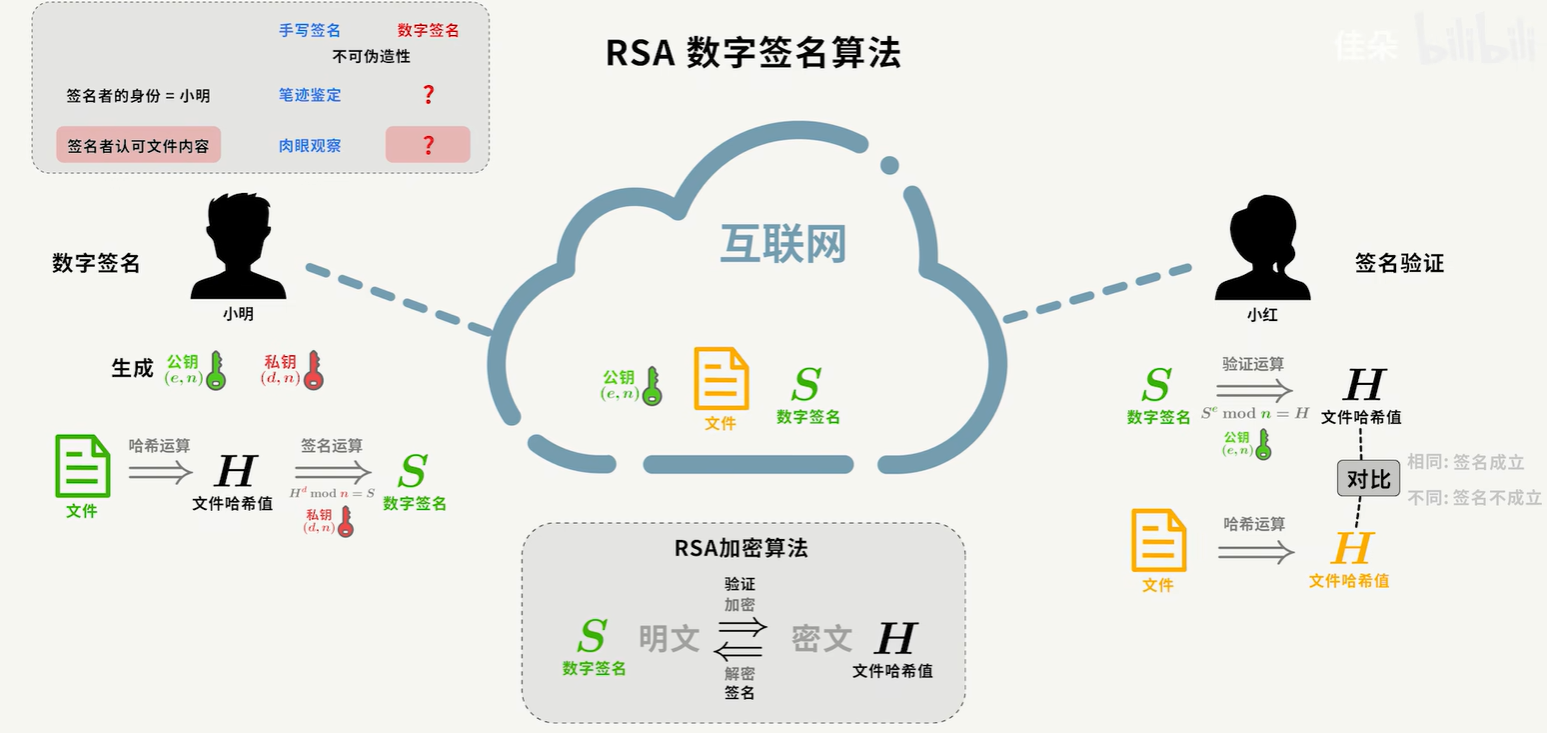 手写签名 数字签名
不可伪造性
签名者的身份 = 小明 笔迹鉴定 ?
签名者认可文件内容 肉眼观察 ?
RSA 数字签名算法
佳朵 bilibili
互联网
数字签名
小明
生成 公钥 (e, n) 私钥 (d, n)
文件
哈希运算
H
文件哈希值
签名运算
H^d mod n = S
私钥
(d, n)
S
数字签名
公钥
(e, n)
文件
S
数字签名
签名验证
小红
S
数字签名
验证运算
S^e mod n = H
公钥
(e, n)
H
文件哈希值
对比
相同: 签名成立
不同: 签名不成立
文件
哈希运算
H
文件哈希值
RSA加密算法
验证
加密
S 明文 密文 H
数字签名 文件哈希值
解密
签名